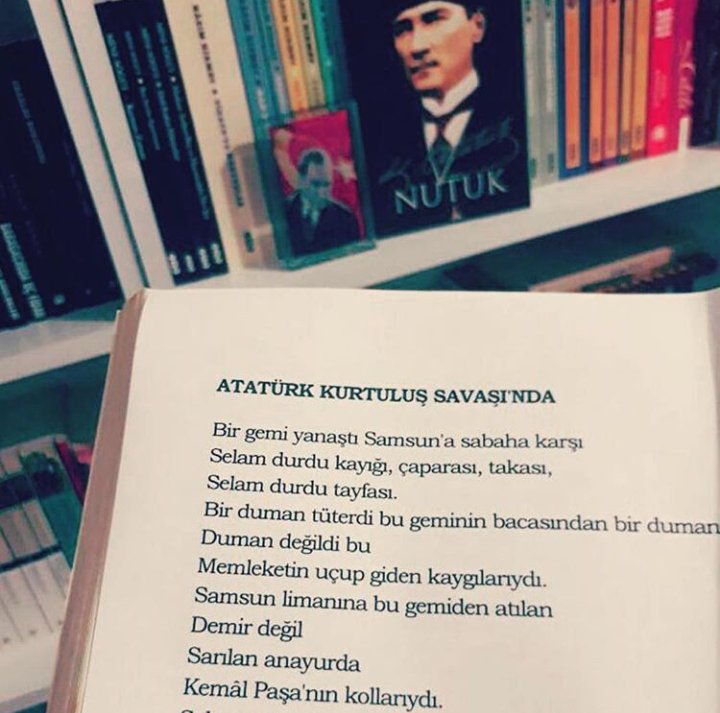 NUTUK
ATATÜRK KURTULUŞ SAVAŞI'NDA
Bir gemi yanaştı Samsun'a sabaha karşı
Selam durdu kayığı, çaparası, takası,
Selam durdu tayfası.
Bir duman tüterdi bu geminin bacasından bir duman
Duman değildi bu
Memleketin uçup giden kaygılarıydı.
Samsun limanına bu gemiden atılan
Demir değil
Sarılan anayurda
Kemâl Paşa'nın kollarıydı.